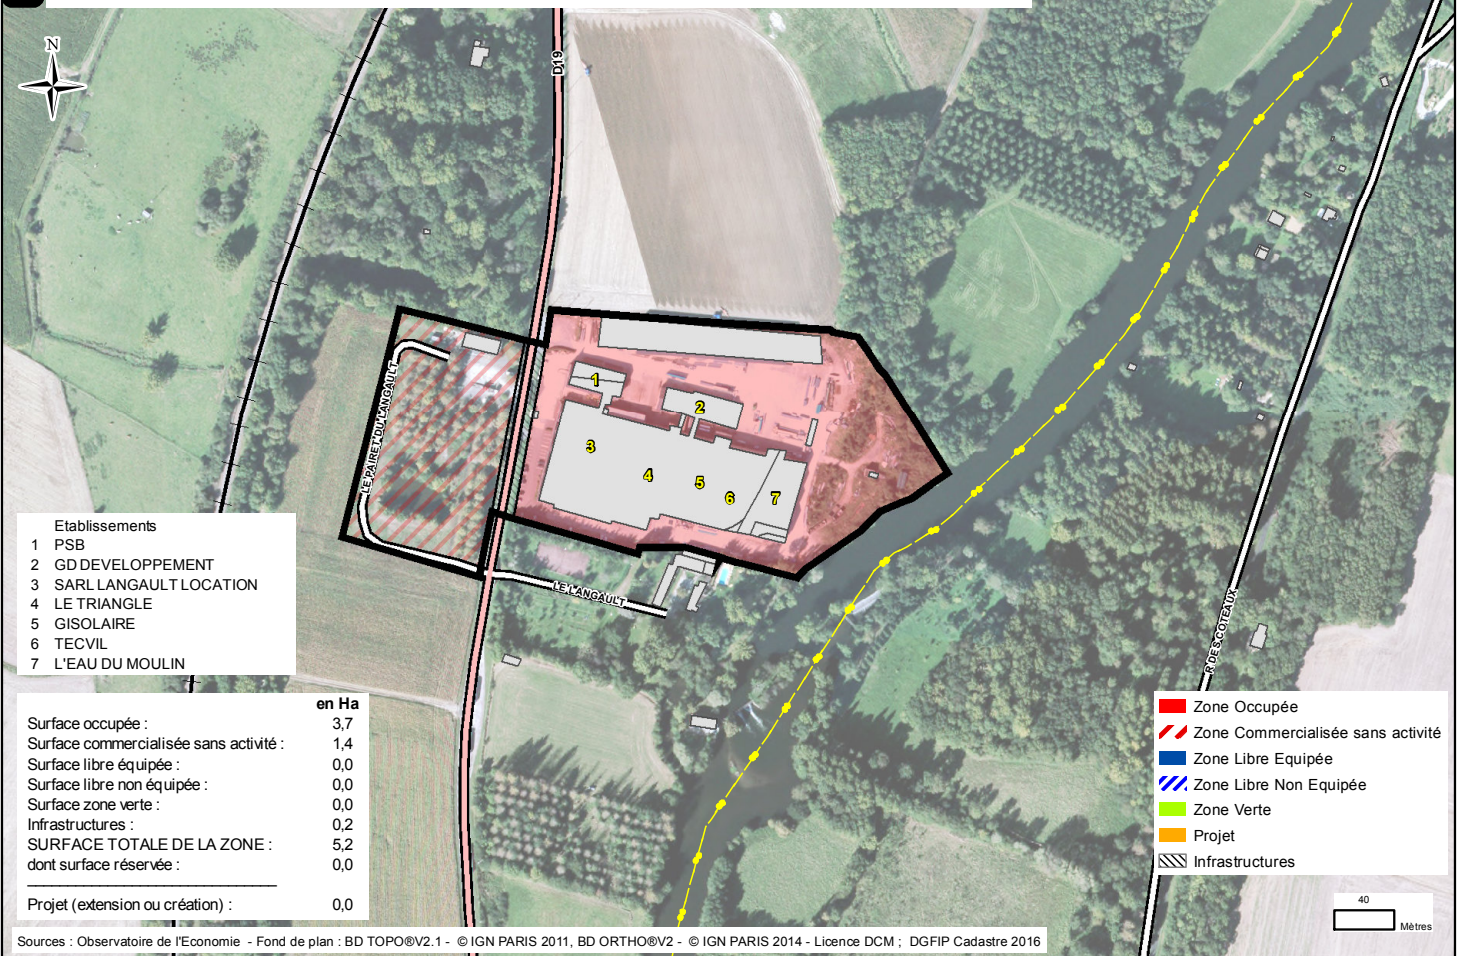 N
D19
LE PAIRET DU LANGAULT
1
2
3
4
5
6
7
LE LANGAULT
R DES COTEAUX
Etablissements
1 PSB
2 GD DEVELOPPEMENT
3 SARL LANGAULT LOCATION
4 LE TRIANGLE
5 GISOLAIRE
6 TECVIL
7 L'EAU DU MOULIN
en Ha
Surface occupée : 3,7
Surface commercialisée sans activité : 1,4
Surface libre équipée : 0,0
Surface libre non équipée : 0,0
Surface zone verte : 0,0
Infrastructures : 0,2
SURFACE TOTALE DE LA ZONE : 5,2
dont surface réservée : 0,0
Projet (extension ou création) : 0,0
Zone Occupée
Zone Commercialisée sans activité
Zone Libre Equipée
Zone Libre Non Equipée
Zone Verte
Projet
Infrastructures
40
Mètres
Sources : Observatoire de l'Economie - Fond de plan : BD TOPO®V2.1 - © IGN PARIS 2011, BD ORTHO®V2 - © IGN PARIS 2014 - Licence DCM ; DGFIP Cadastre 2016